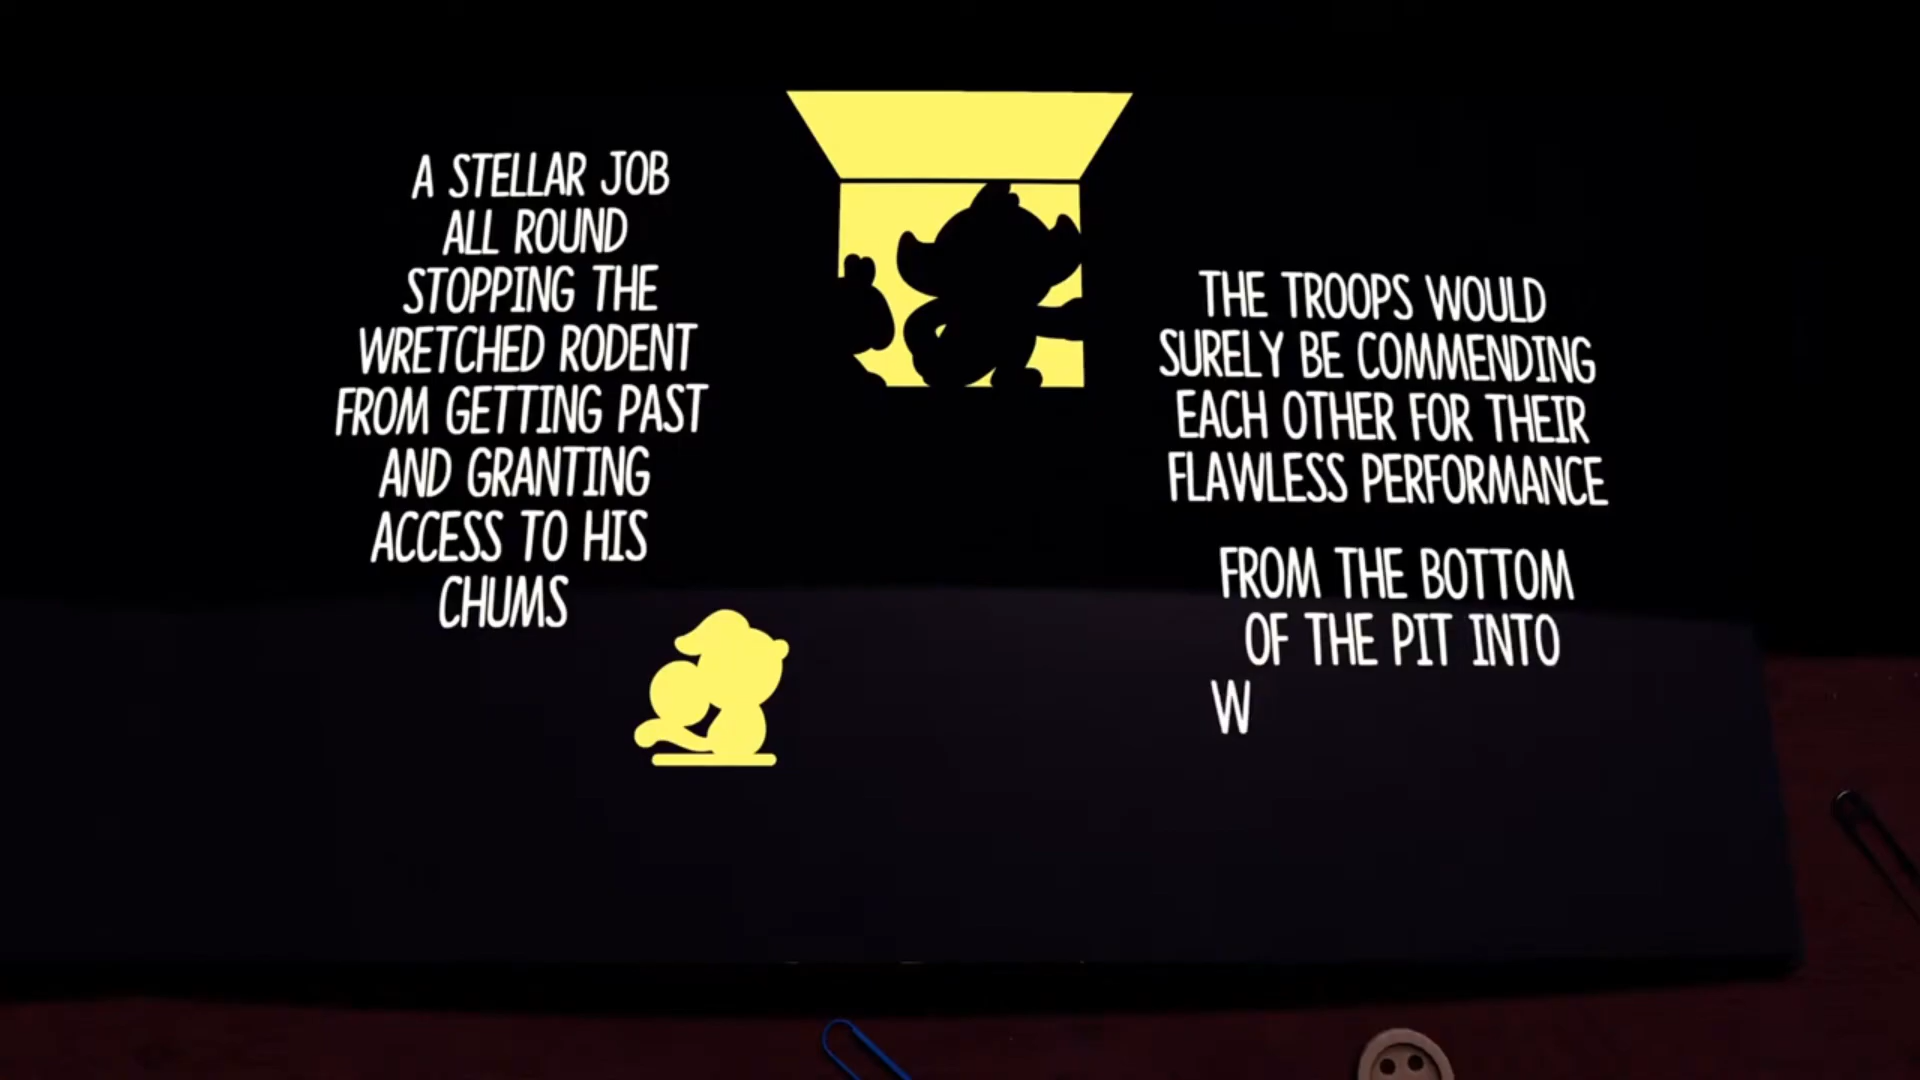 A STELLAR JOB
ALL ROUND
STOPPING THE
WRETCHED RODENT
FROM GETTING PAST
AND GRANTING
ACCESS TO HIS
CHUMS
THE TROOPS WOULD
SURELY BE COMMENDING
EACH OTHER FOR THEIR
FLAWLESS PERFORMANCE
FROM THE BOTTOM
OF THE PIT INTO
W